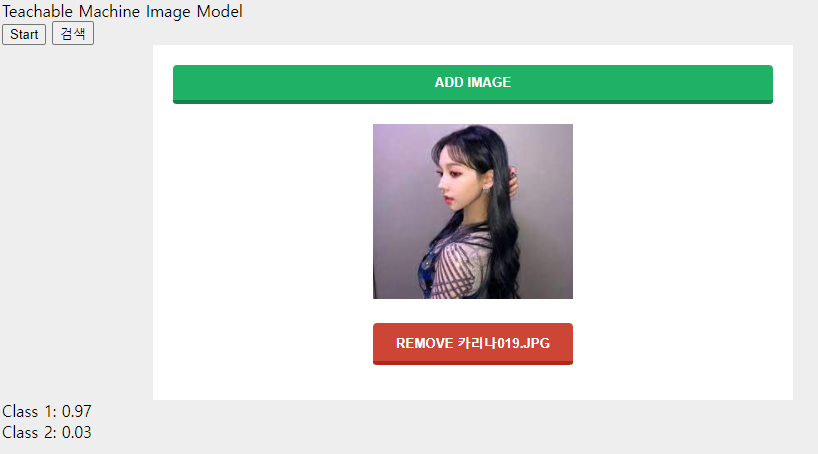 Teachable Machine Image Model
Start 검색
ADD IMAGE
REMOVE 카리나019.JPG
Class 1: 0.97
Class 2: 0.03